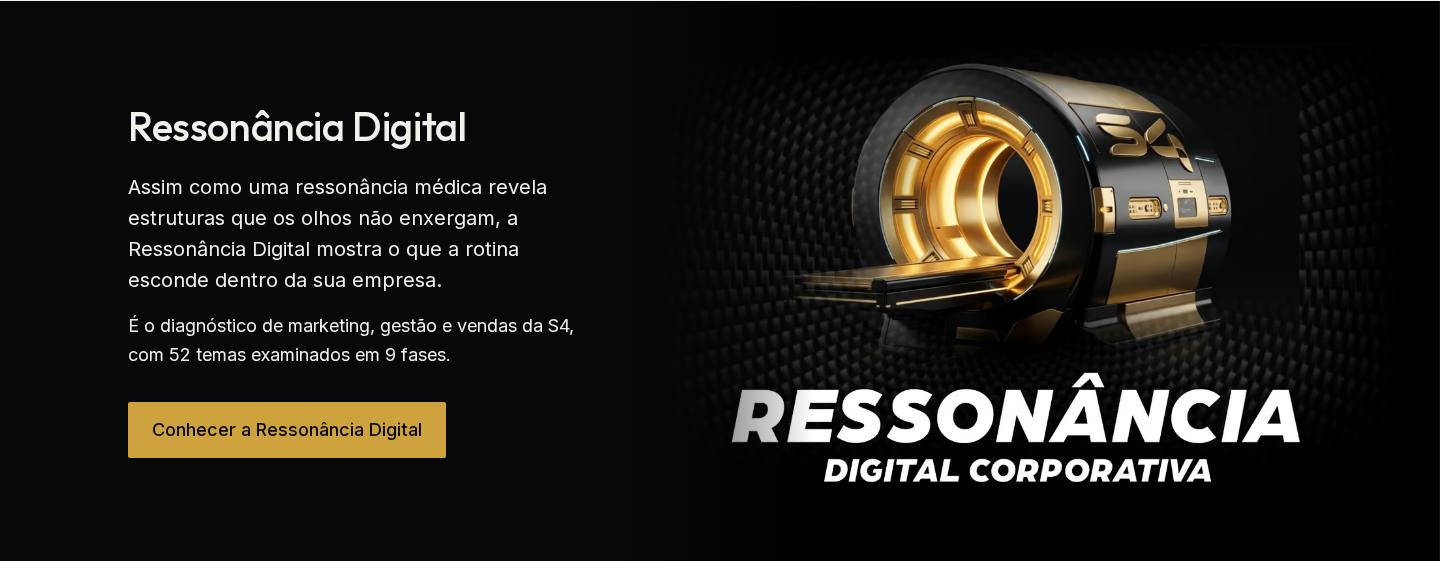 Ressonância Digital
Assim como uma ressonância médica revela
estruturas que os olhos não enxergam, a
Ressonância Digital mostra o que a rotina
esconde dentro da sua empresa.
É o diagnóstico de marketing, gestão e vendas da S4,
com 52 temas examinados em 9 fases.
Conhecer a Ressonância Digital
S4
RESSONÂNCIA
DIGITAL CORPORATIVA